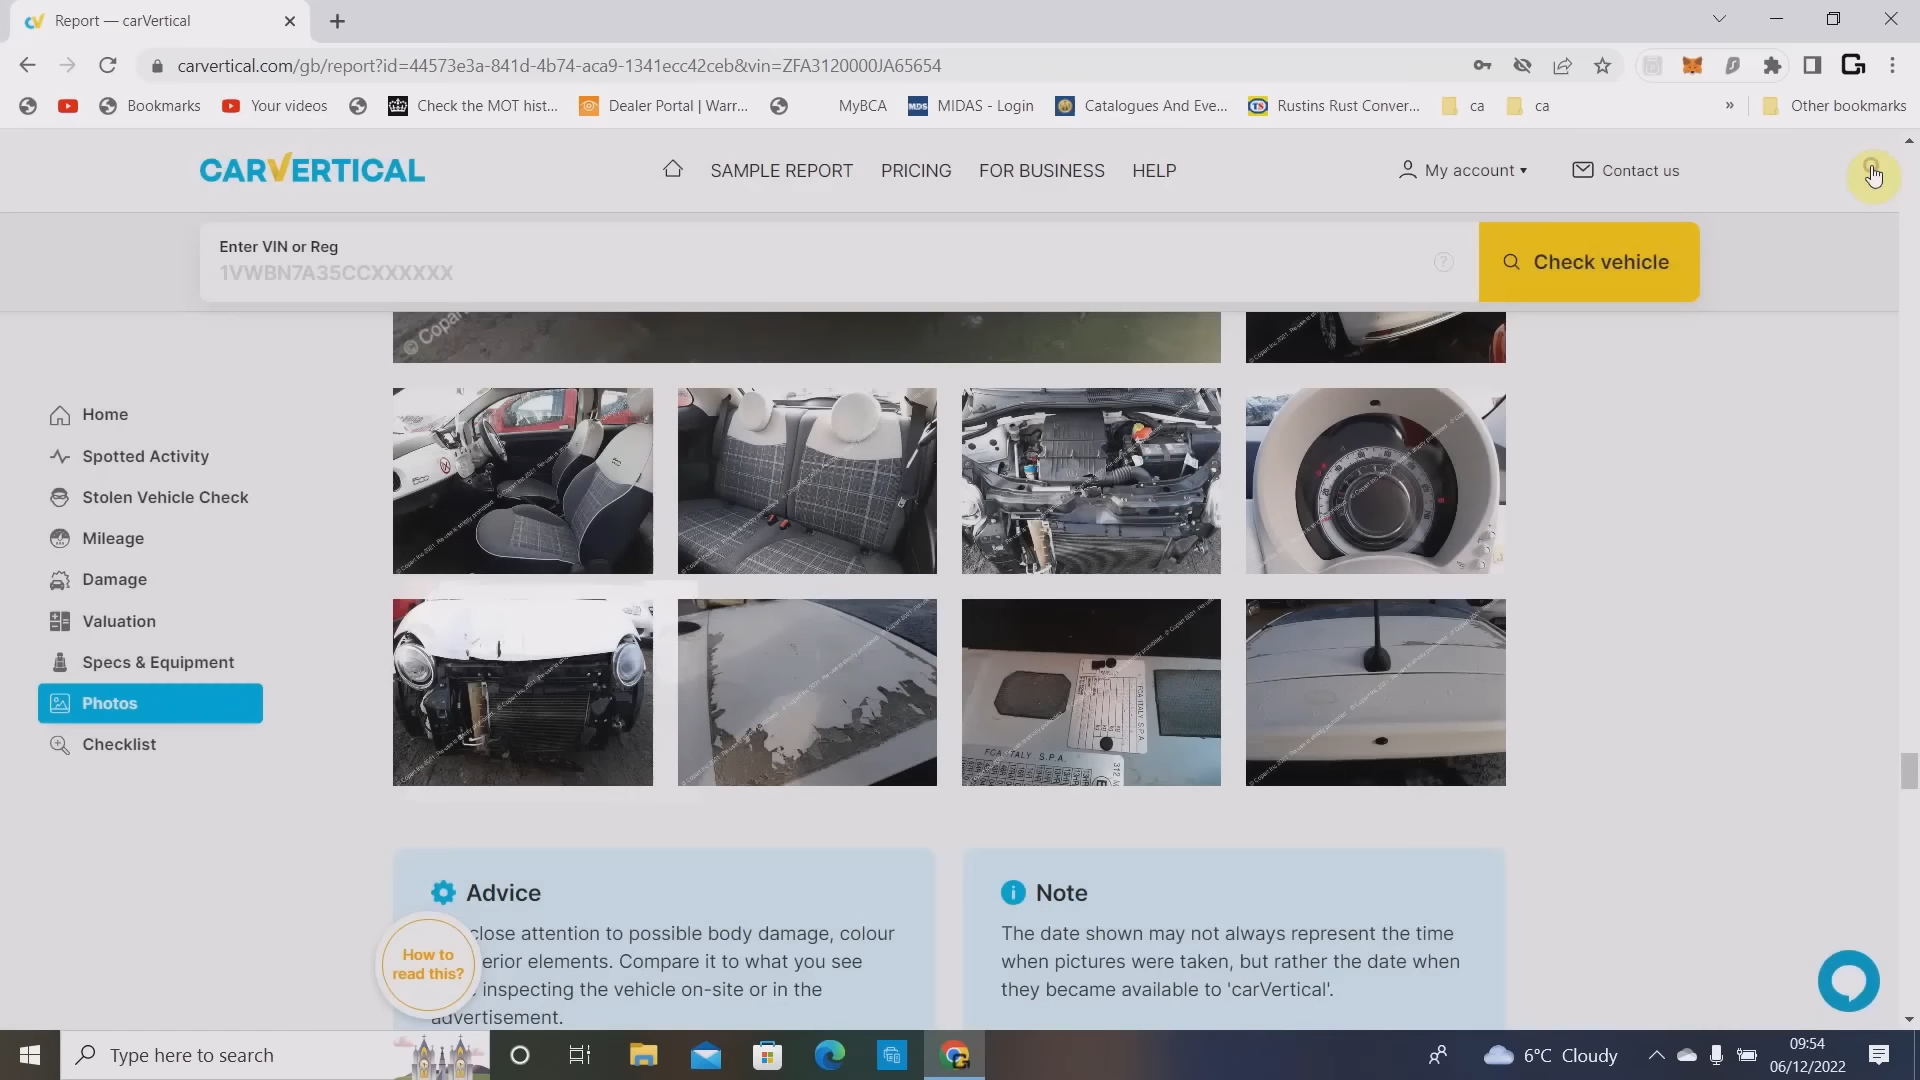 Report — carVertical
carvertical.com/gb/report?id=44573e3a-841d-4b74-aca9-1341ecc42ceb&vin=ZFA3120000JA65654
Bookmarks
Your videos
Check the MOT hist...
Dealer Portal | Warr...
MyBCA
MIDAS - Login
Catalogues And Eve...
Rustins Rust Conver...
ca
ca
»
Other bookmarks
CARVERTICAL
SAMPLE REPORT
PRICING
FOR BUSINESS
HELP
My account
Contact us
Enter VIN or Reg
1VWBN7A35CCXXXXXX
Check vehicle
© Copart
Home
Spotted Activity
Stolen Vehicle Check
Mileage
Damage
Valuation
Specs & Equipment
Photos
Checklist
FCA ITALY S.P.A.
FCA ITALY S.P.A.
312
Advice
close attention to possible body damage, colour
erior elements. Compare it to what you see
inspecting the vehicle on-site or in the
advertisement.
How to
read this?
Note
The date shown may not always represent the time
when pictures were taken, but rather the date when
they became available to 'carVertical'.
Type here to search
6°C Cloudy
09:54
06/12/2022